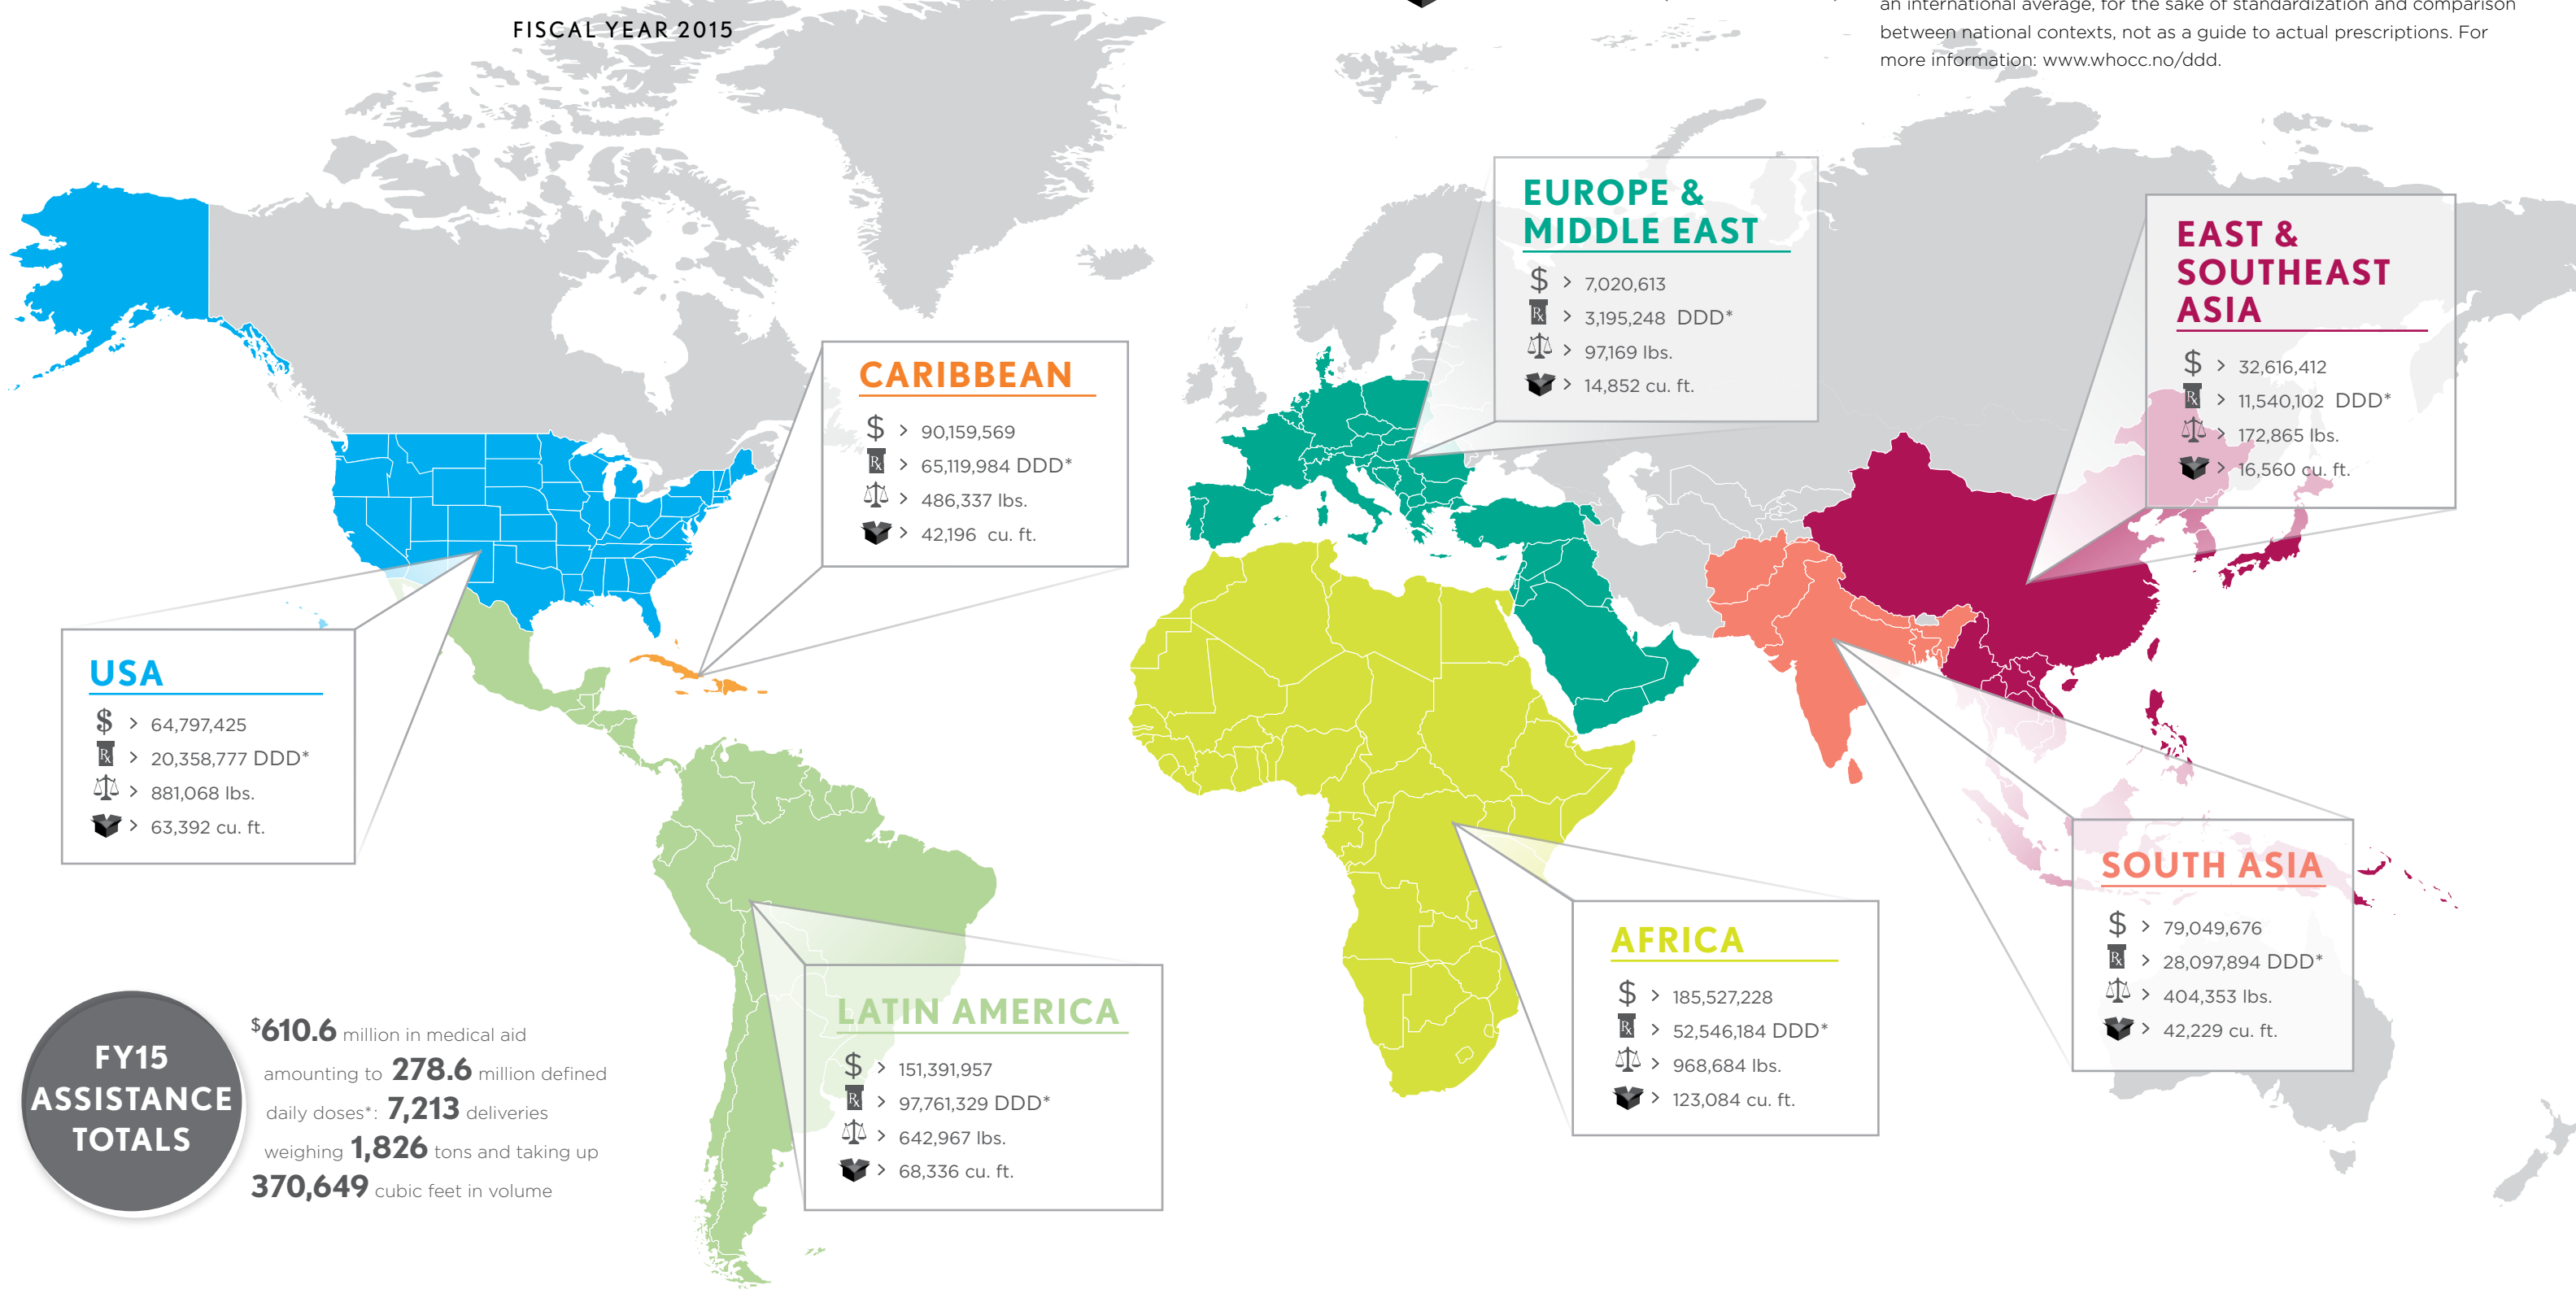 FISCAL YEAR 2015
an international average, for the sake of standardization and comparison
between national contexts, not as a guide to actual prescriptions. For
more information: www.whocc.no/ddd.
EUROPE &
MIDDLE EAST
$ > 7,020,613
Rx > 3,195,248 DDD*
> 97,169 lbs.
> 14,852 cu. ft.
EAST &
SOUTHEAST
ASIA
$ > 32,616,412
Rx > 11,540,102 DDD*
> 172,865 lbs.
> 16,560 cu. ft.
CARIBBEAN
$ > 90,159,569
Rx > 65,119,984 DDD*
> 486,337 lbs.
> 42,196 cu. ft.
USA
$ > 64,797,425
Rx > 20,358,777 DDD*
> 881,068 lbs.
> 63,392 cu. ft.
SOUTH ASIA
$ > 79,049,676
Rx > 28,097,894 DDD*
> 404,353 lbs.
> 42,229 cu. ft.
AFRICA
$ > 185,527,228
Rx > 52,546,184 DDD*
> 968,684 lbs.
> 123,084 cu. ft.
LATIN AMERICA
$ > 151,391,957
Rx > 97,761,329 DDD*
> 642,967 lbs.
> 68,336 cu. ft.
FY15
ASSISTANCE
TOTALS
$610.6 million in medical aid
amounting to 278.6 million defined
daily doses*: 7,213 deliveries
weighing 1,826 tons and taking up
370,649 cubic feet in volume